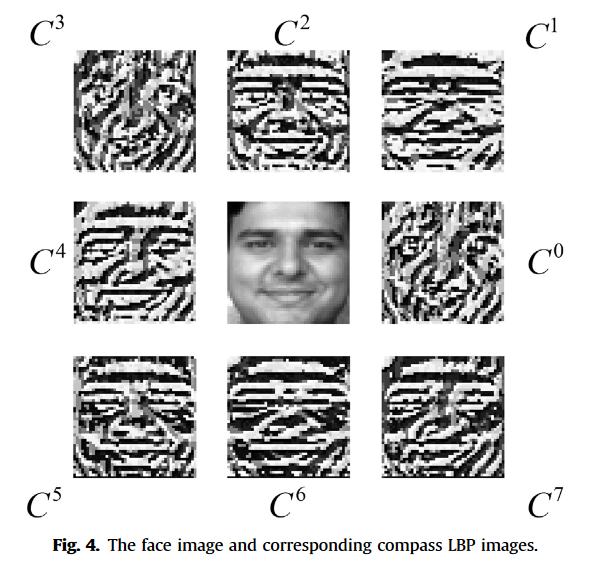 C³ C² C¹
C⁴ C⁰
C⁵ C⁶ C⁷
Fig. 4. The face image and corresponding compass LBP images.